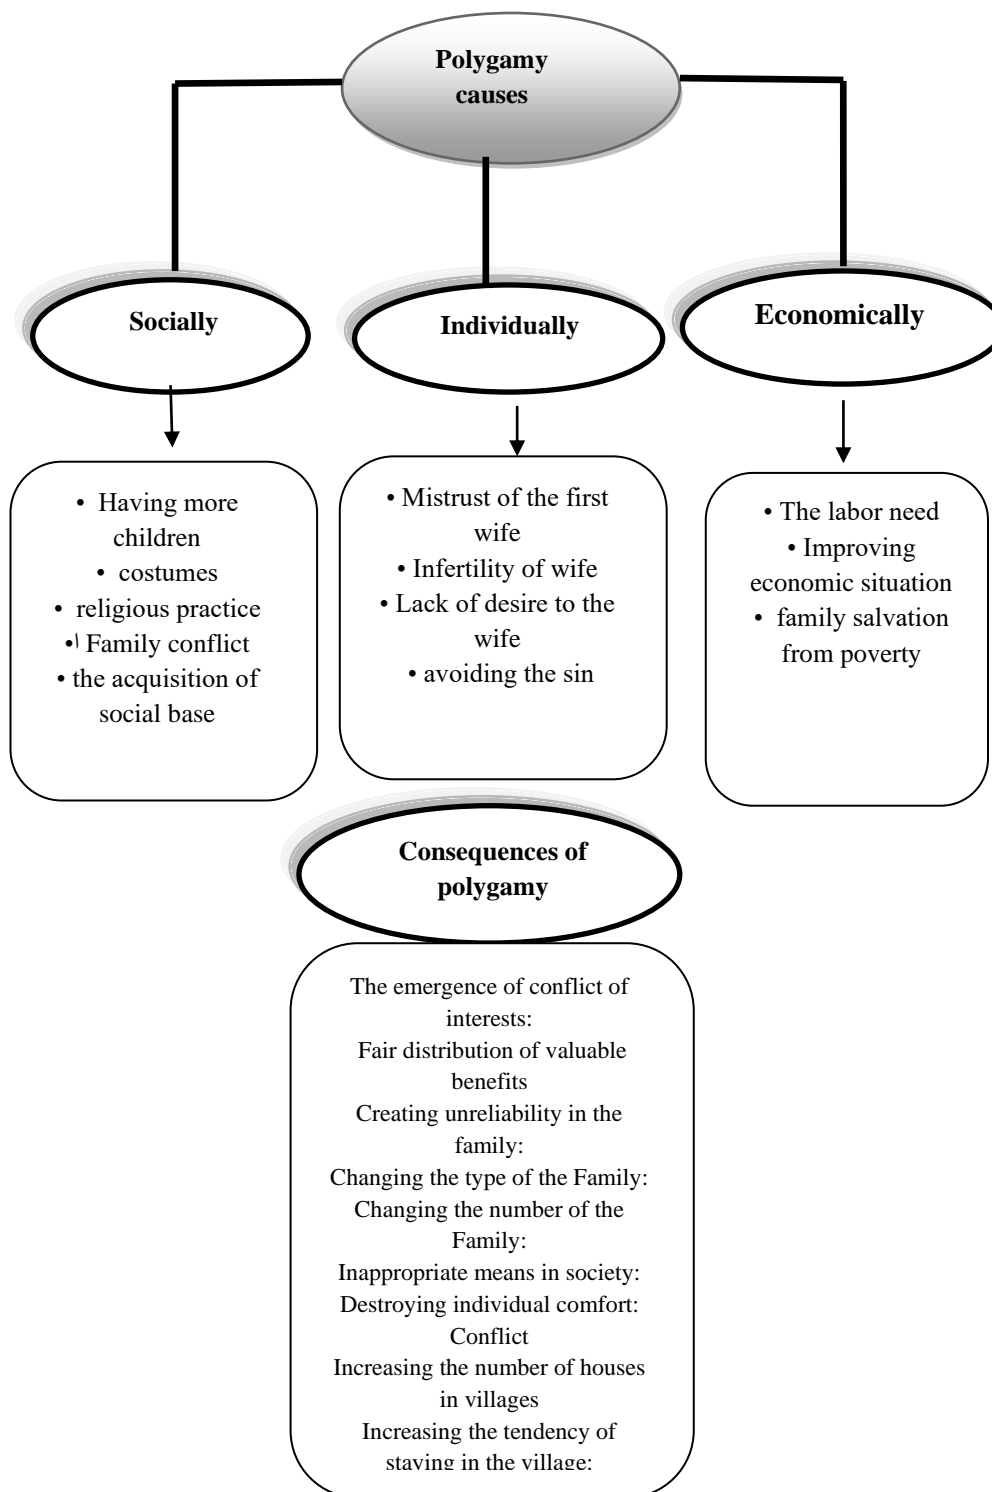 Polygamy
causes
Socially
Individually
Economically
• Having more
children
• costumes
• religious practice
•\ Family conflict
• the acquisition of
social base
• Mistrust of the first
wife
• Infertility of wife
• Lack of desire to the
wife
• avoiding the sin
• The labor need
• Improving
economic situation
• family salvation
from poverty
Consequences of
polygamy
The emergence of conflict of
interests:
Fair distribution of valuable
benefits
Creating unreliability in the
family:
Changing the type of the Family:
Changing the number of the
Family:
Inappropriate means in society:
Destroying individual comfort:
Conflict
Increasing the number of houses
in villages
Increasing the tendency of
staying in the village: